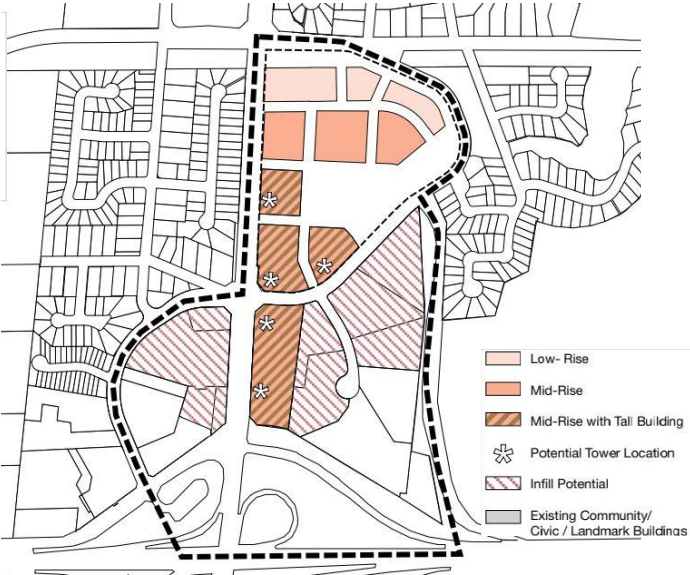 Low- Rise
Mid-Rise
Mid-Rise with Tall Building
Potential Tower Location
Infill Potential
Existing Community/
Civic / Landmark Buildings